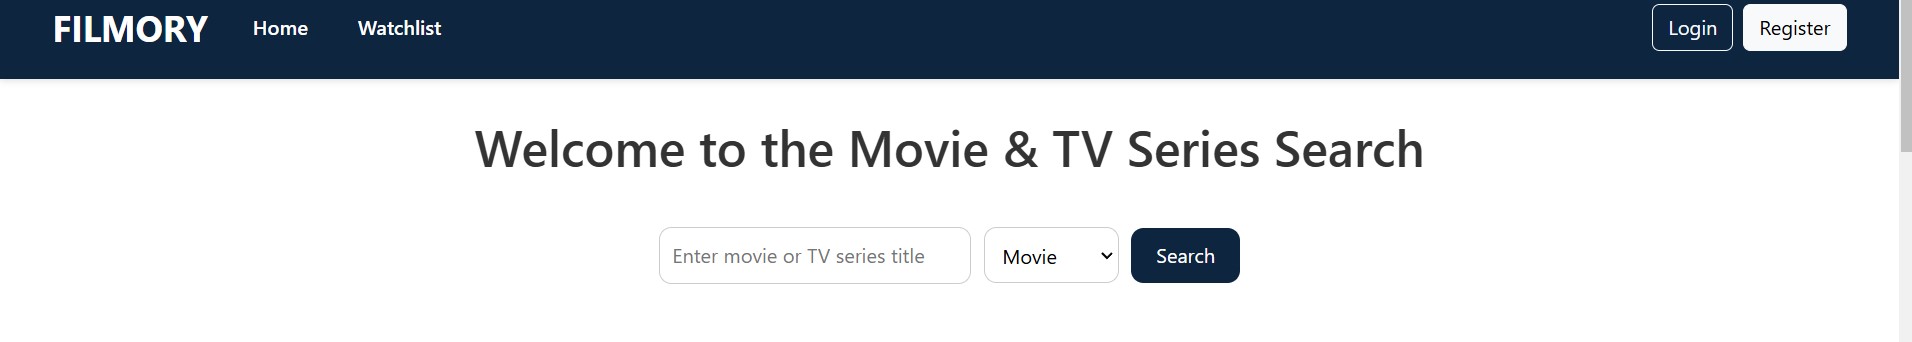 FILMORY Home Watchlist Login Register
Welcome to the Movie & TV Series Search
Enter movie or TV series title Movie Search